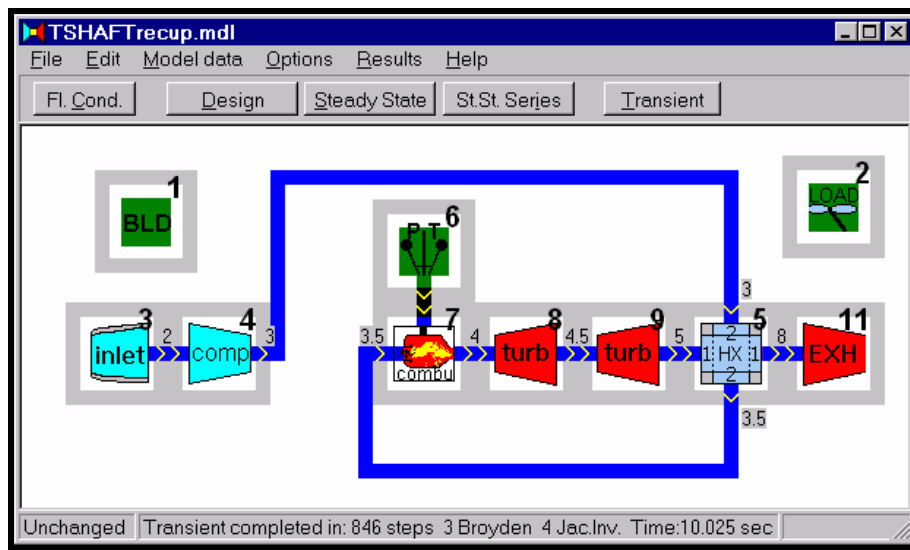 TSHAFTrecup.mdl
File Edit Model data Options Results Help
Fl. Cond. Design Steady State St.St. Series Transient
1
BLD
2
LOAD
6
P T
3
inlet
2
4
comp
3
3.5
7
combu
4
8
turb
4.5
9
turb
5
3
5
2
1 HX 1
2
8
11
EXH
3.5
Unchanged Transient completed in: 846 steps 3 Broyden 4 Jac.Inv. Time:10.025 sec